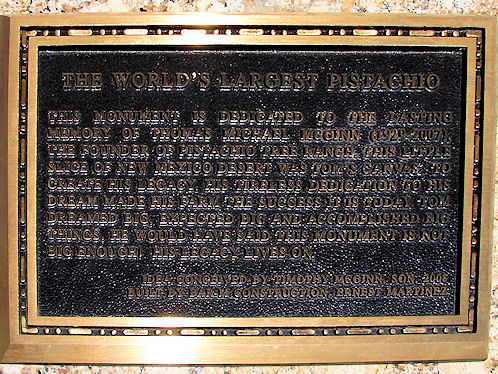 THE WORLD'S LARGEST PISTACHIO
THIS MONUMENT IS DEDICATED TO THE LASTING
MEMORY OF THOMAS MICHAEL MCGINN (1929-2007),
THE FOUNDER OF PISTACHIO TREE RANCH. THIS LITTLE
SLICE OF NEW MEXICO DESERT WAS TOM'S CANVAS TO
CREATE HIS LEGACY. HIS TIRELESS DEDICATION TO HIS
DREAM MADE HIS FARM THE SUCCESS IT IS TODAY. TOM
DREAMED BIG, EXPECTED BIG AND ACCOMPLISHED BIG
THINGS. HE WOULD HAVE SAID "THIS MONUMENT IS NOT
BIG ENOUGH!" HIS LEGACY LIVES ON.
IDEA CONCEIVED BY: TIMOTHY MCGINN, SON, 2008
BUILT BY: CONSTRUCTION: ERNEST MARTINEZ